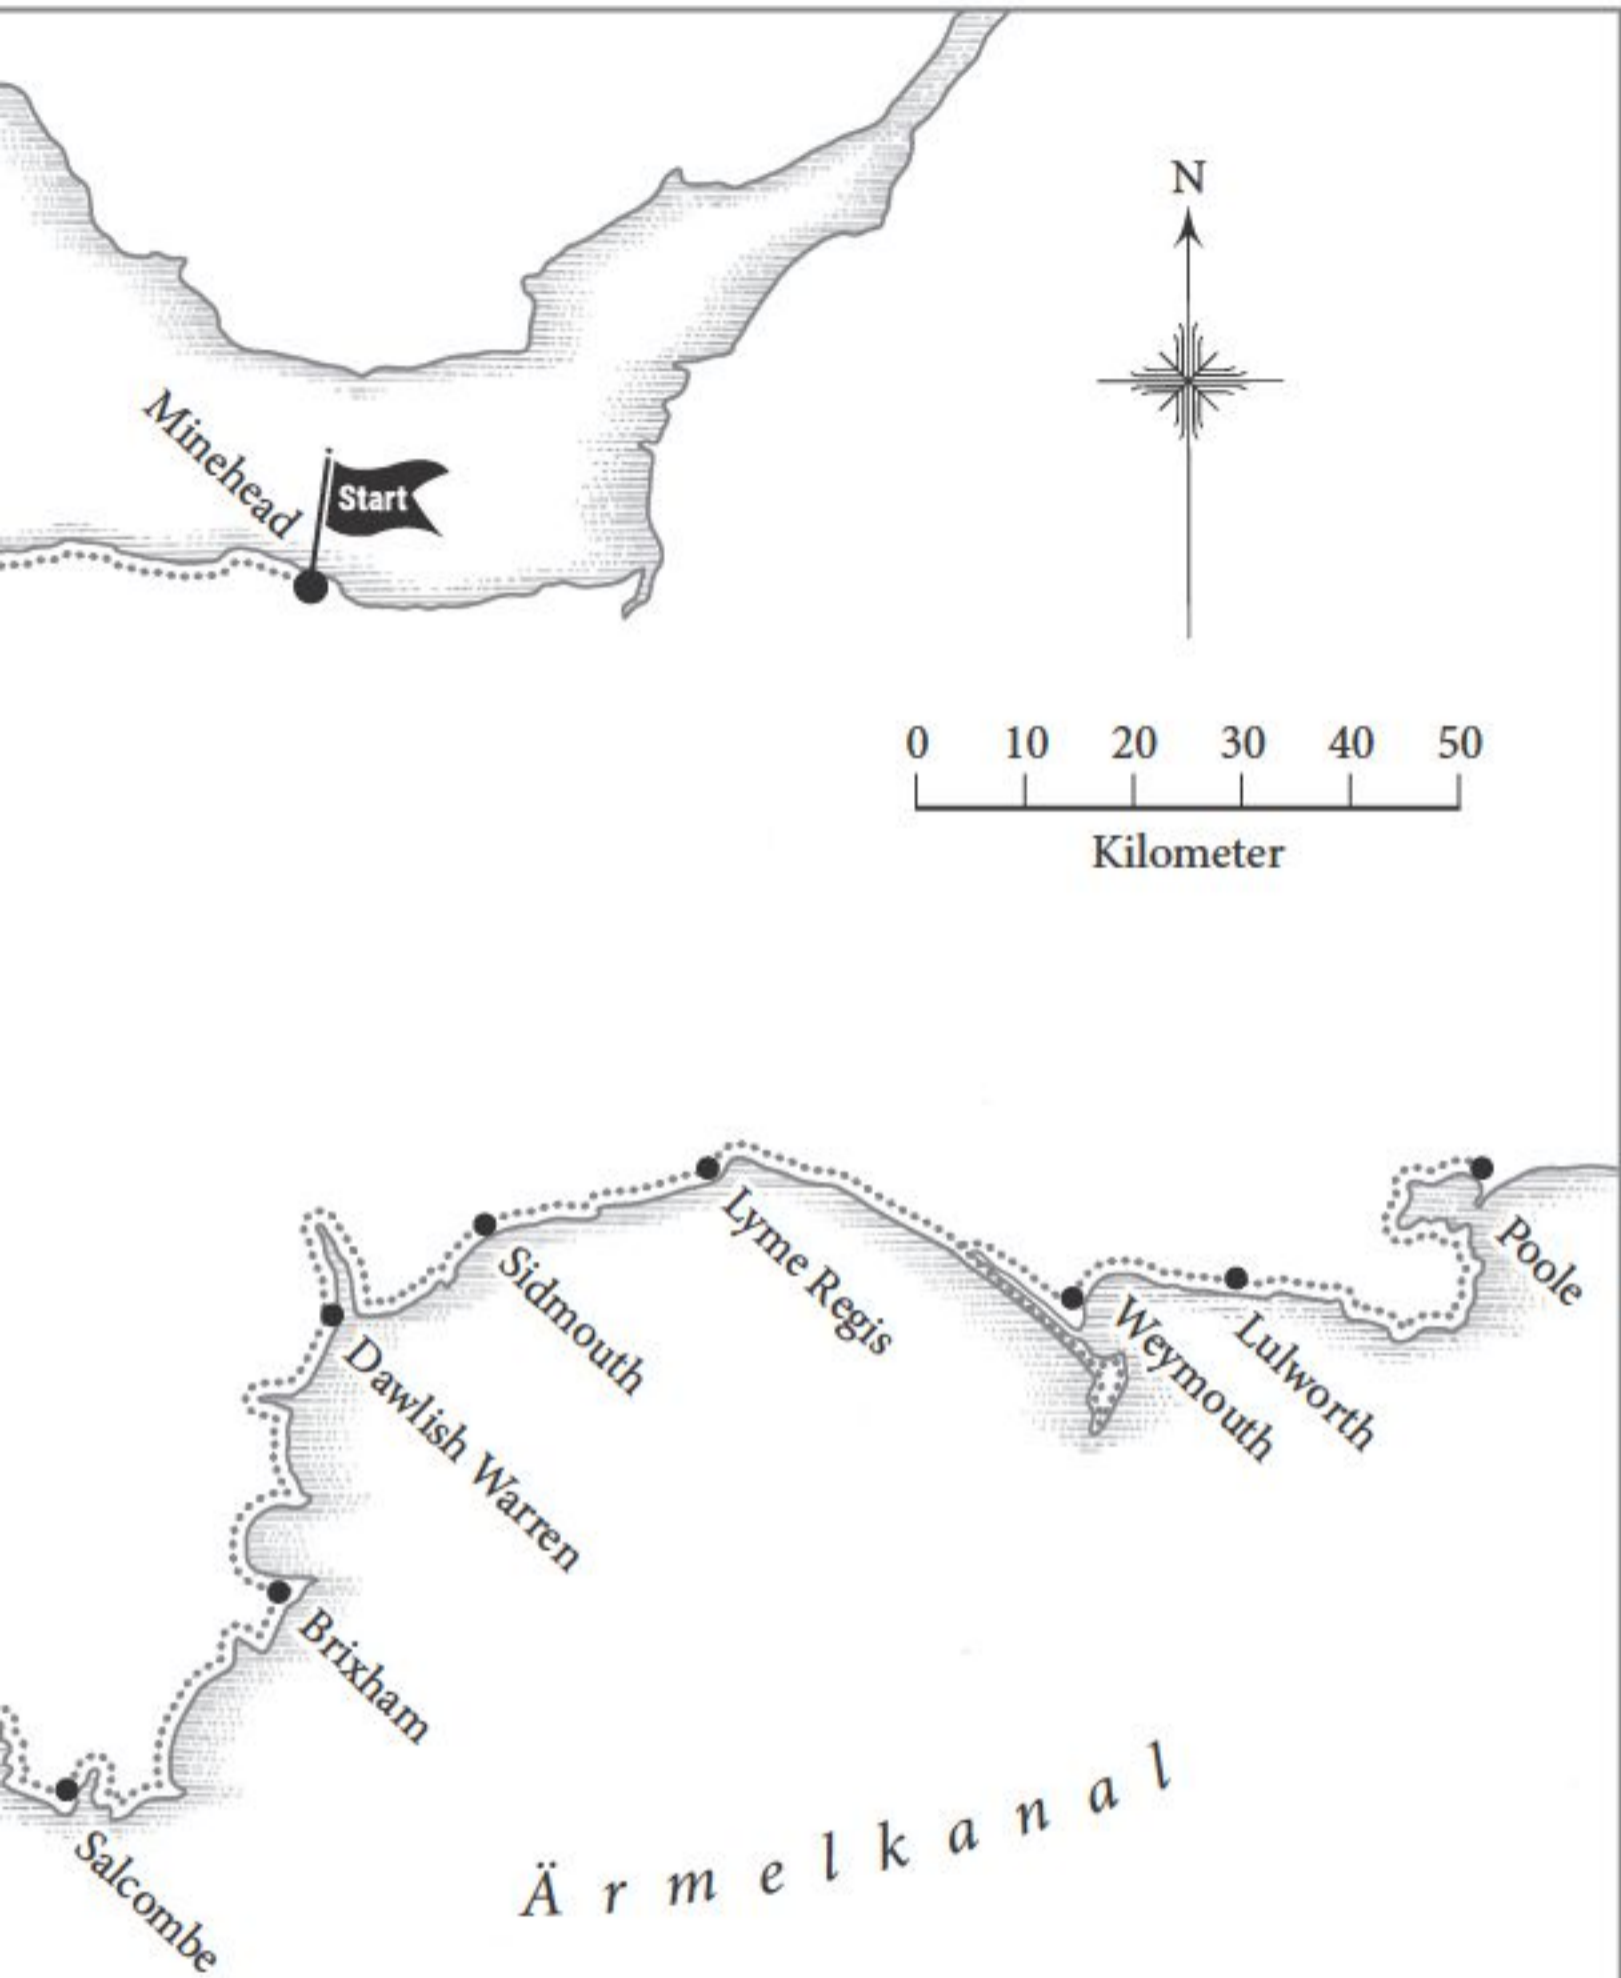 N
Minehead
Start
0 10 20 30 40 50
Kilometer
Poole
Lyme Regis
Sidmouth
Weymouth
Lulworth
Dawlish Warren
Brixham
Salcombe
Ärmelkanal